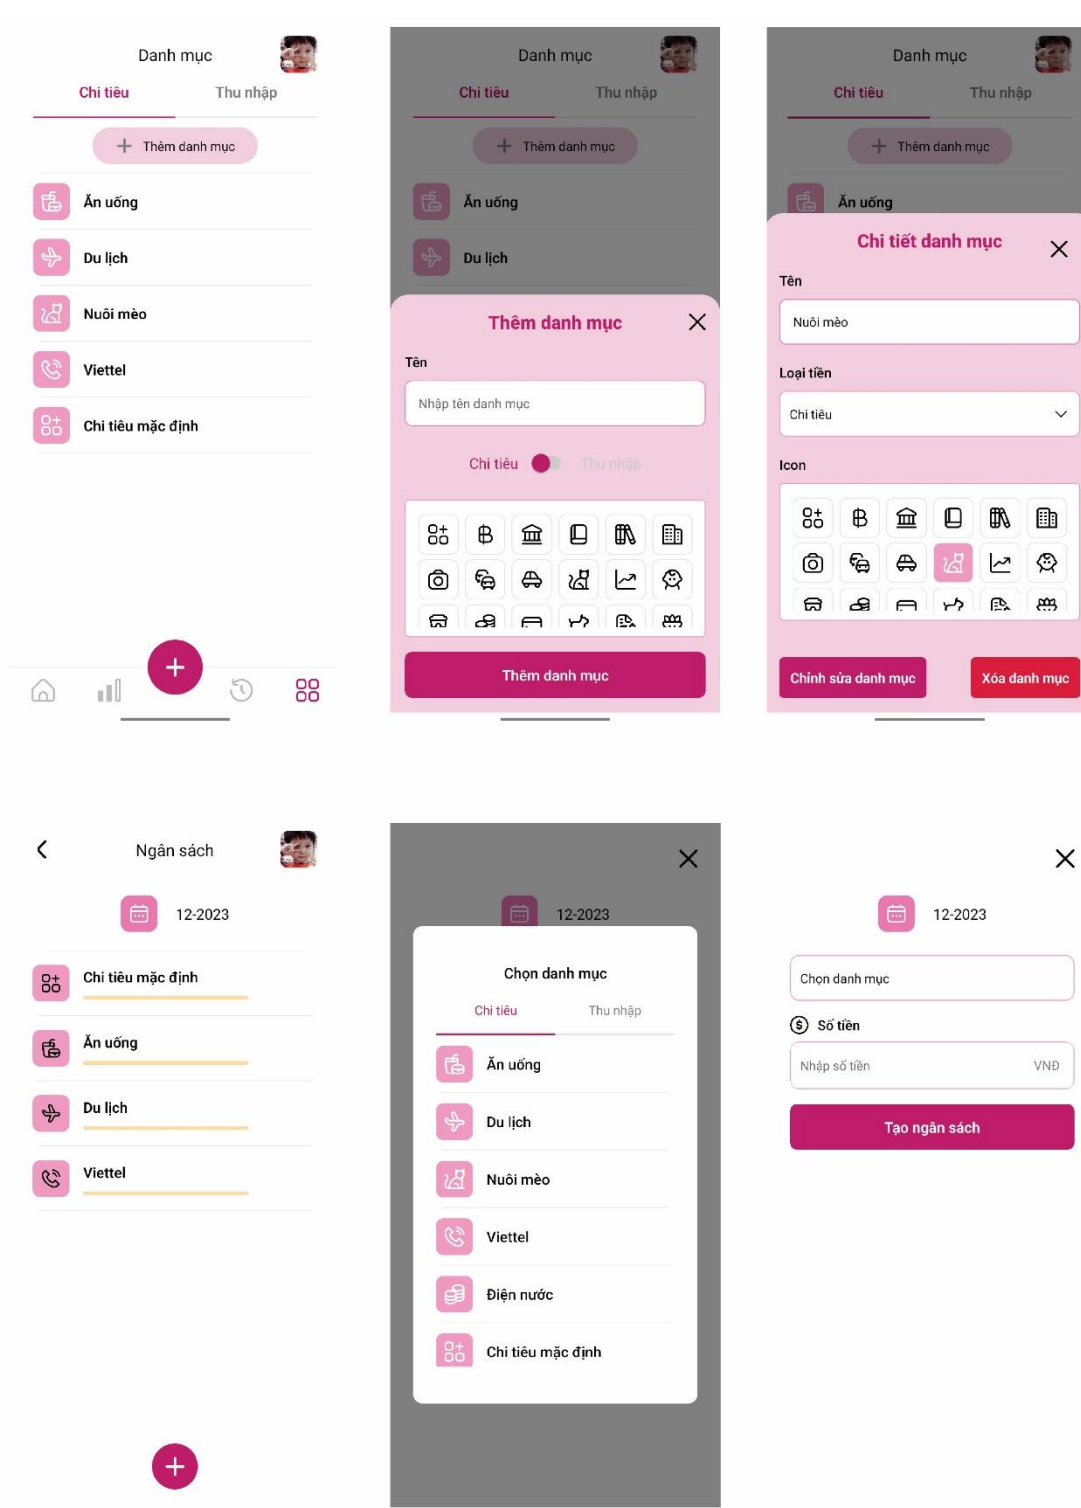 Danh mục
Chi tiêu Thu nhập
Thêm danh mục
Ăn uống
Du lịch
Nuôi mèo
Viettel
Chi tiêu mặc định
Danh mục
Chi tiêu Thu nhập
Thêm danh mục
Ăn uống
Du lịch
Thêm danh mục
Tên
Nhập tên danh mục
Chi tiêu Thu nhập
Thêm danh mục
Danh mục
Chi tiêu Thu nhập
Thêm danh mục
Ăn uống
Chi tiết danh mục
Tên
Nuôi mèo
Loại tiền
Chi tiêu
Icon
Chỉnh sửa danh mục Xóa danh mục
Ngân sách
12-2023
Chi tiêu mặc định
Ăn uống
Du lịch
Viettel
12-2023
Chọn danh mục
Chi tiêu Thu nhập
Ăn uống
Du lịch
Nuôi mèo
Viettel
Điện nước
Chi tiêu mặc định
12-2023
Chọn danh mục
Số tiền
Nhập số tiền VNĐ
Tạo ngân sách